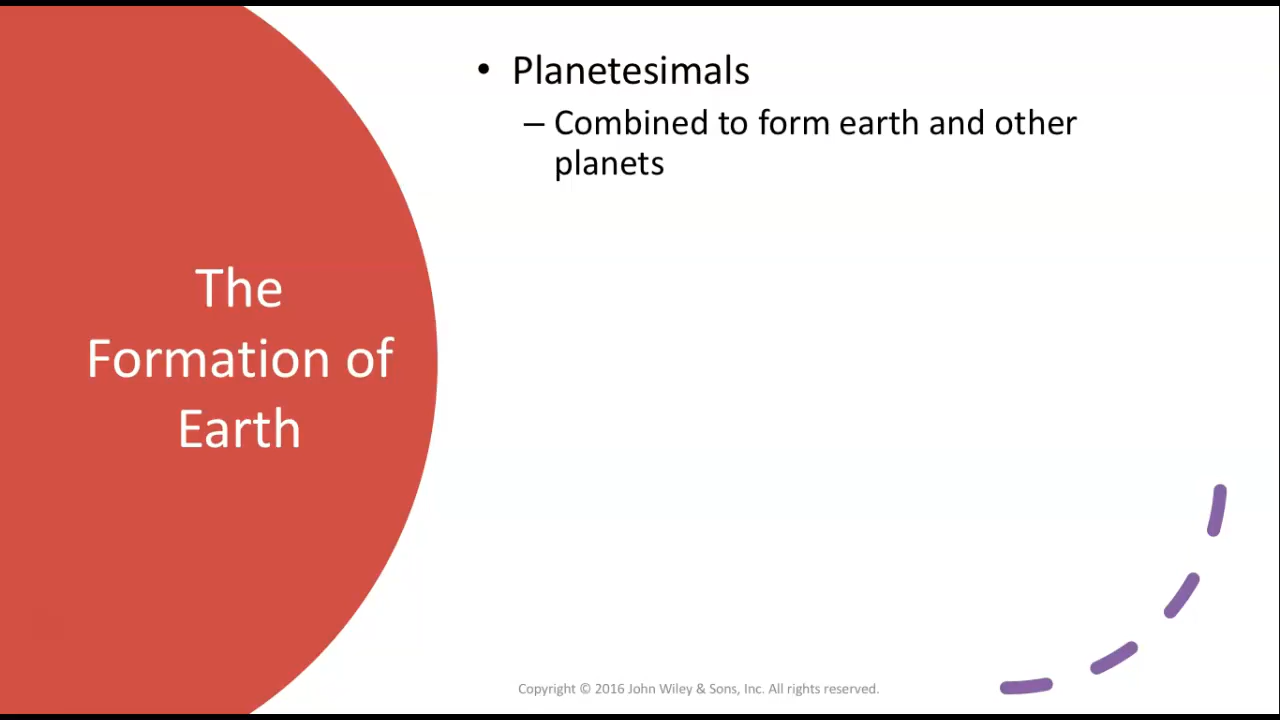 The
Formation of
Earth
• Planetesimals
– Combined to form earth and other
planets
Copyright © 2016 John Wiley & Sons, Inc. All rights reserved.